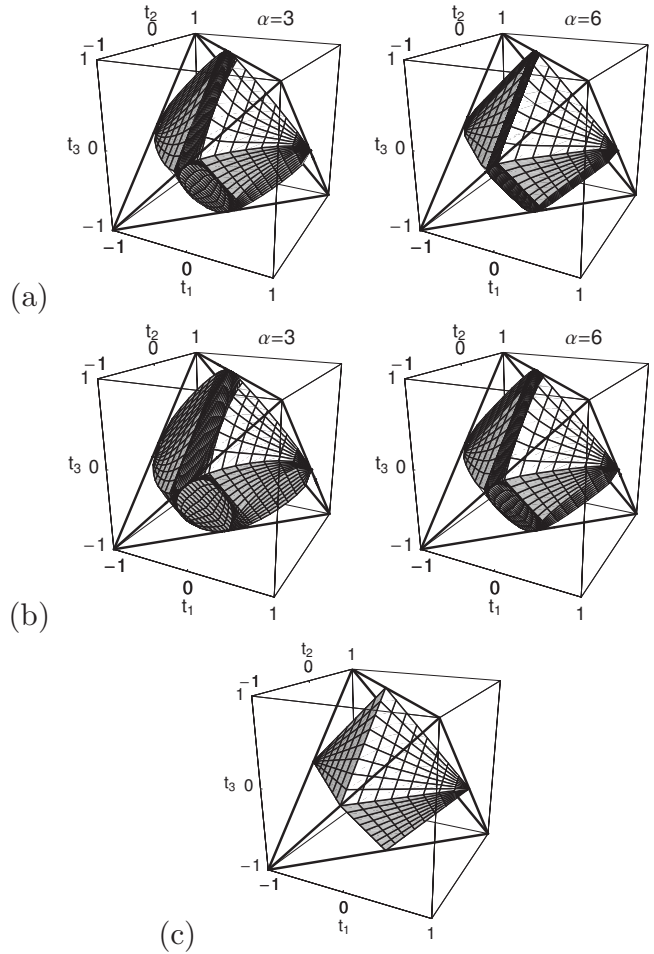 t₂ 0 1 α=3
−1
1
t₃ 0
−1
−1
0
t₁ 1
t₂ 0 1 α=6
−1
1
t₃ 0
−1
−1
0
t₁ 1
(a)
t₂ 0 1 α=3
−1
1
t₃ 0
−1
−1
0
t₁ 1
t₂ 0 1 α=6
−1
1
t₃ 0
−1
−1
0
t₁ 1
(b)
t₂ 0 1
−1
1
t₃ 0
−1
−1
0
t₁ 1
(c)